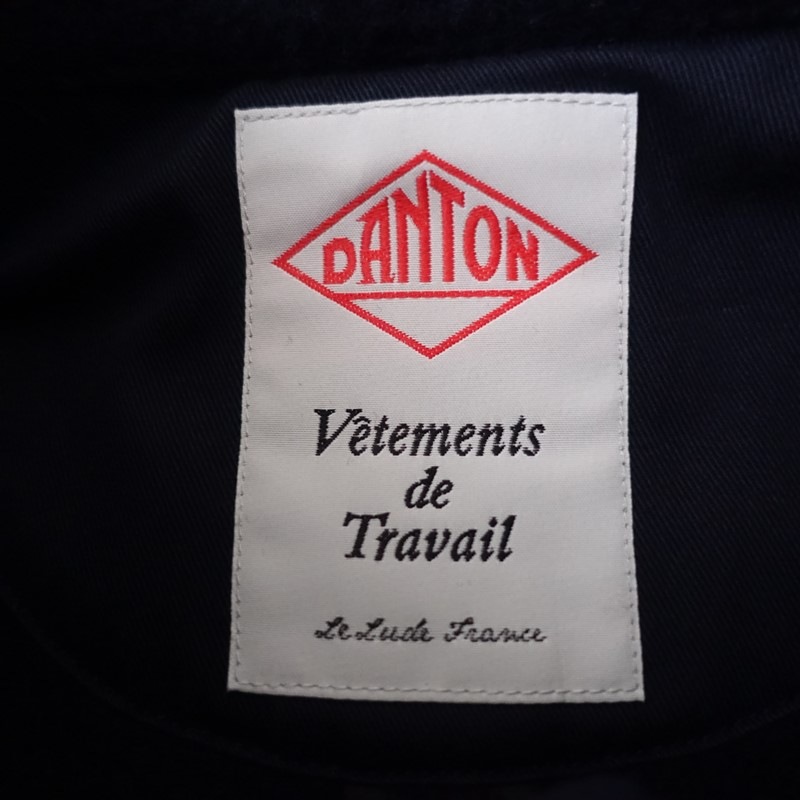 DANTON
Vêtements
de
Travail
Le Lude France